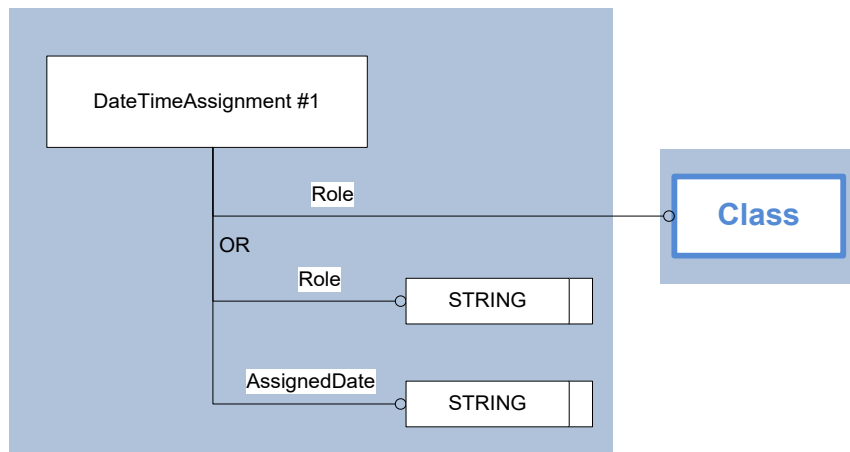 DateTimeAssignment #1
Role
Class
OR
Role
STRING
AssignedDate
STRING